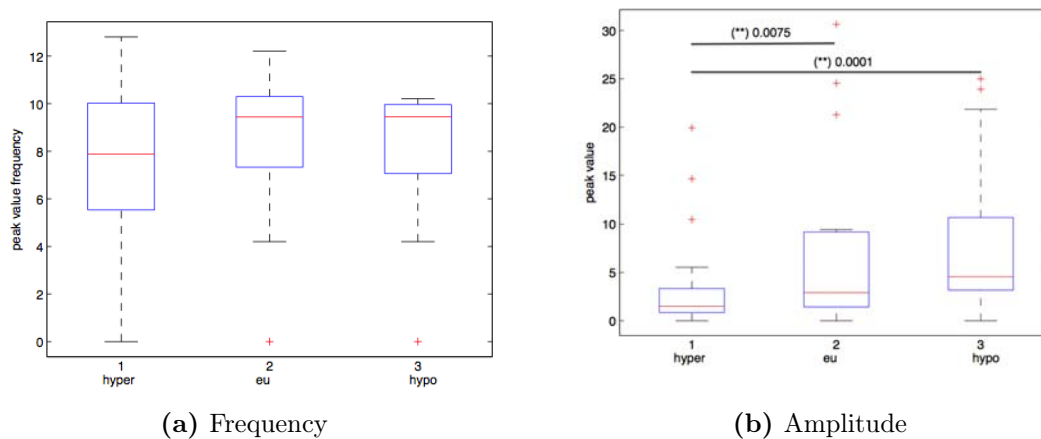 peak value frequency
12
10
8
6
4
2
0
1 2 3
hyper eu hypo
(a) Frequency
peak value
30
25
20
15
10
5
0
(**) 0.0075
(**) 0.0001
1 2 3
hyper eu hypo
(b) Amplitude